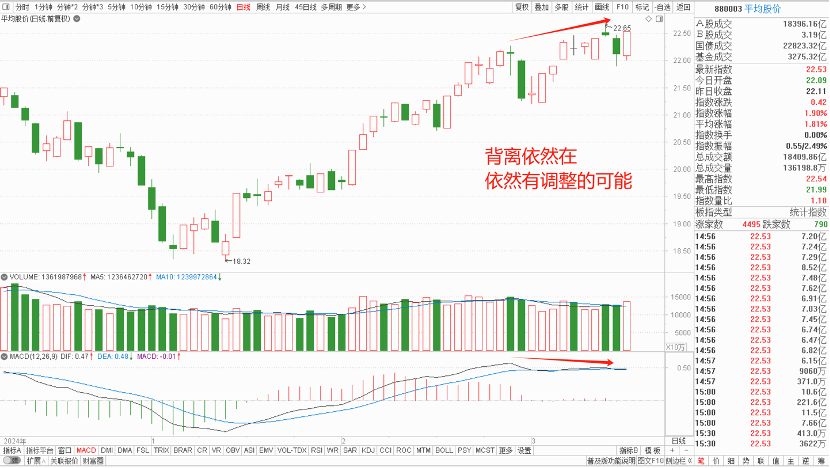 分时 分钟*2 分钟*3 5分钟 10分钟 15分钟 30分钟 60分钟 日线 周线 月线 45日线 多周期 更多>
复权 叠加 多股 统计 画线 F10 标记 -自选 返回
平均股价(日线.前复权)
880003 平均股价
A股成交 18396.16亿
B股成交 3.19亿
国债成交 22823.32亿
基金成交 3275.32亿
最新指数 22.53
今日开盘 22.09
昨日收盘 22.11
指数涨跌 0.42
指数涨幅 1.90%
平均涨幅 1.81%
指数换手 0.00%
指数振幅 0.55/2.49%
总成交额 18409.86亿
总成交量 136198.8万
最高指数 22.54
最低指数 21.99
指数量比 1.10
板指类型 统计指数
涨家数 4495 跌家数 790
14:56 22.53 7.20亿
14:56 22.53 7.24亿
14:56 22.53 7.29亿
14:56 22.53 0.52亿
14:56 22.53 7.48亿
14:56 22.53 7.62亿
14:56 22.53 6.91亿
14:56 22.53 7.03亿
14:56 22.53 7.45亿
14:56 22.53 6.74亿
14:56 22.53 6.47亿
14:56 22.53 6.82亿
14:57 22.53 6.15亿
14:57 22.53 9060万
14:57 22.53 371.0万
15:00 22.53 10.6亿
15:00 22.53 221.6亿
15:00 22.53 11.5亿
15:00 22.53 7.66亿
15:30 22.53 413.0万
15:30 22.53 3622万
22.65
22.50
22.00
21.50
21.00
20.50
20.00
19.50
19.00
18.50
18.32
背离依然在
依然有调整的可能
VOLUME: 1361987968↑ MA5: 1236462720↑ MA10: 1239972864↓
15000
10000
5000
X10万
MACD(12,26,9) DIF: 0.47↑ DEA: 0.48↓ MACD: -0.01↑
0.50
2024年 1 2 3 日线
指标A 指标平台 窗口 MACD DMI DMA FSL TRIX BRAR CR VR OBV ASI EMV VOL-TDX RSI WR SAR KDJ CCI ROC MTM BOLL PSY MCST 更多 设置 指标B 模板 + -
扩展∧ 关联报价 财富圈
普及版功能说明 图文F10 侧边栏《 笔 价 细 势 联 值 主 逆 筹